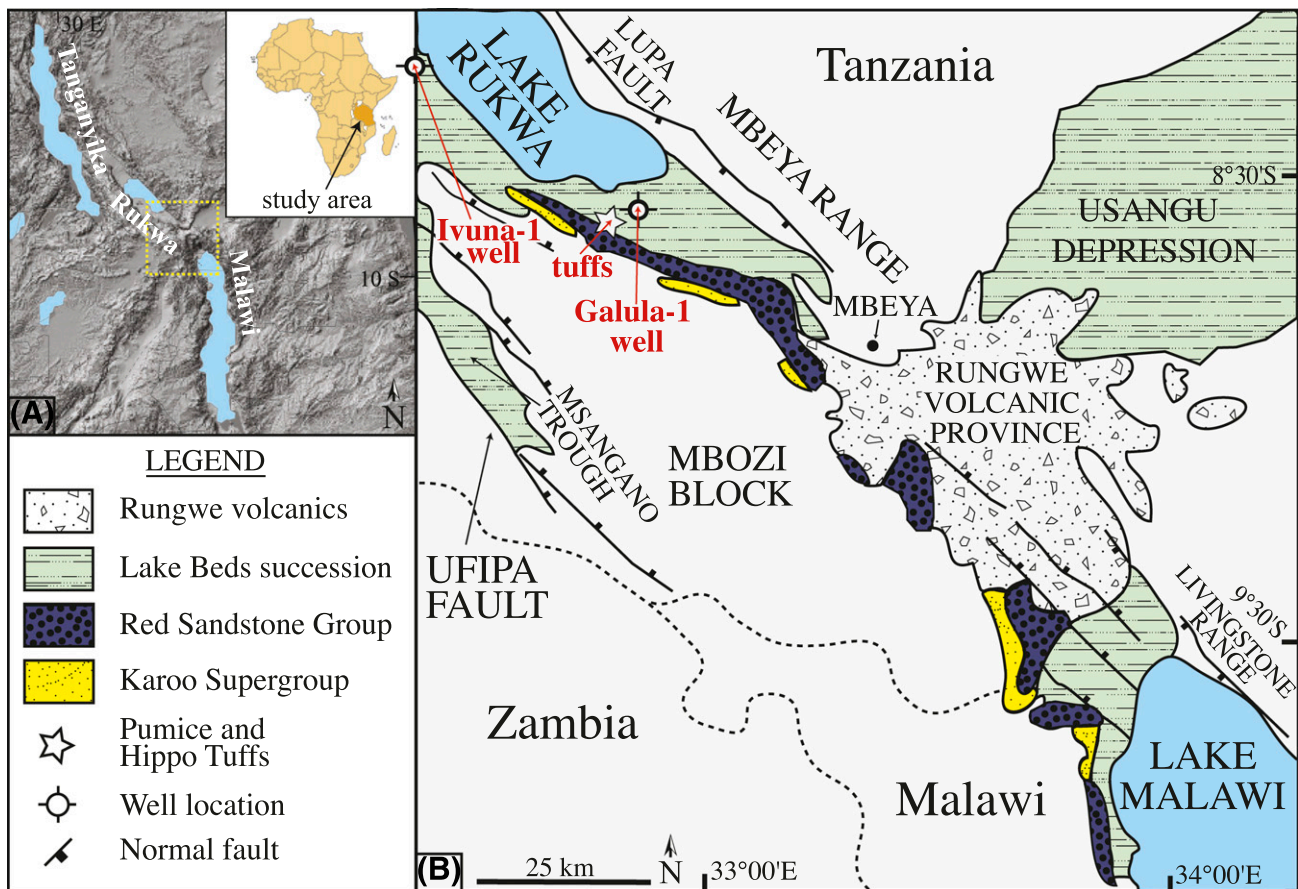 30 E
Tanganyika
Rukwa
Malawi
10 S
study area
(A)
N
LEGEND
Rungwe volcanics
Lake Beds succession
Red Sandstone Group
Karoo Supergroup
Pumice and
Hippo Tuffs
Well location
Normal fault
LAKE
RUKWA
LUPA
FAULT
Tanzania
MBEYA RANGE
8°30'S
USANGU
DEPRESSION
Ivuna-1
well
tuffs
Galula-1
well
MBEYA
RUNGWE
VOLCANIC
PROVINCE
MSANGANO
TROUGH
MBOZI
BLOCK
UFIPA
FAULT
LIVINGSTONE
RANGE
9°30'S
Zambia
Malawi
LAKE
MALAWI
(B)
25 km
N
33°00'E
34°00'E